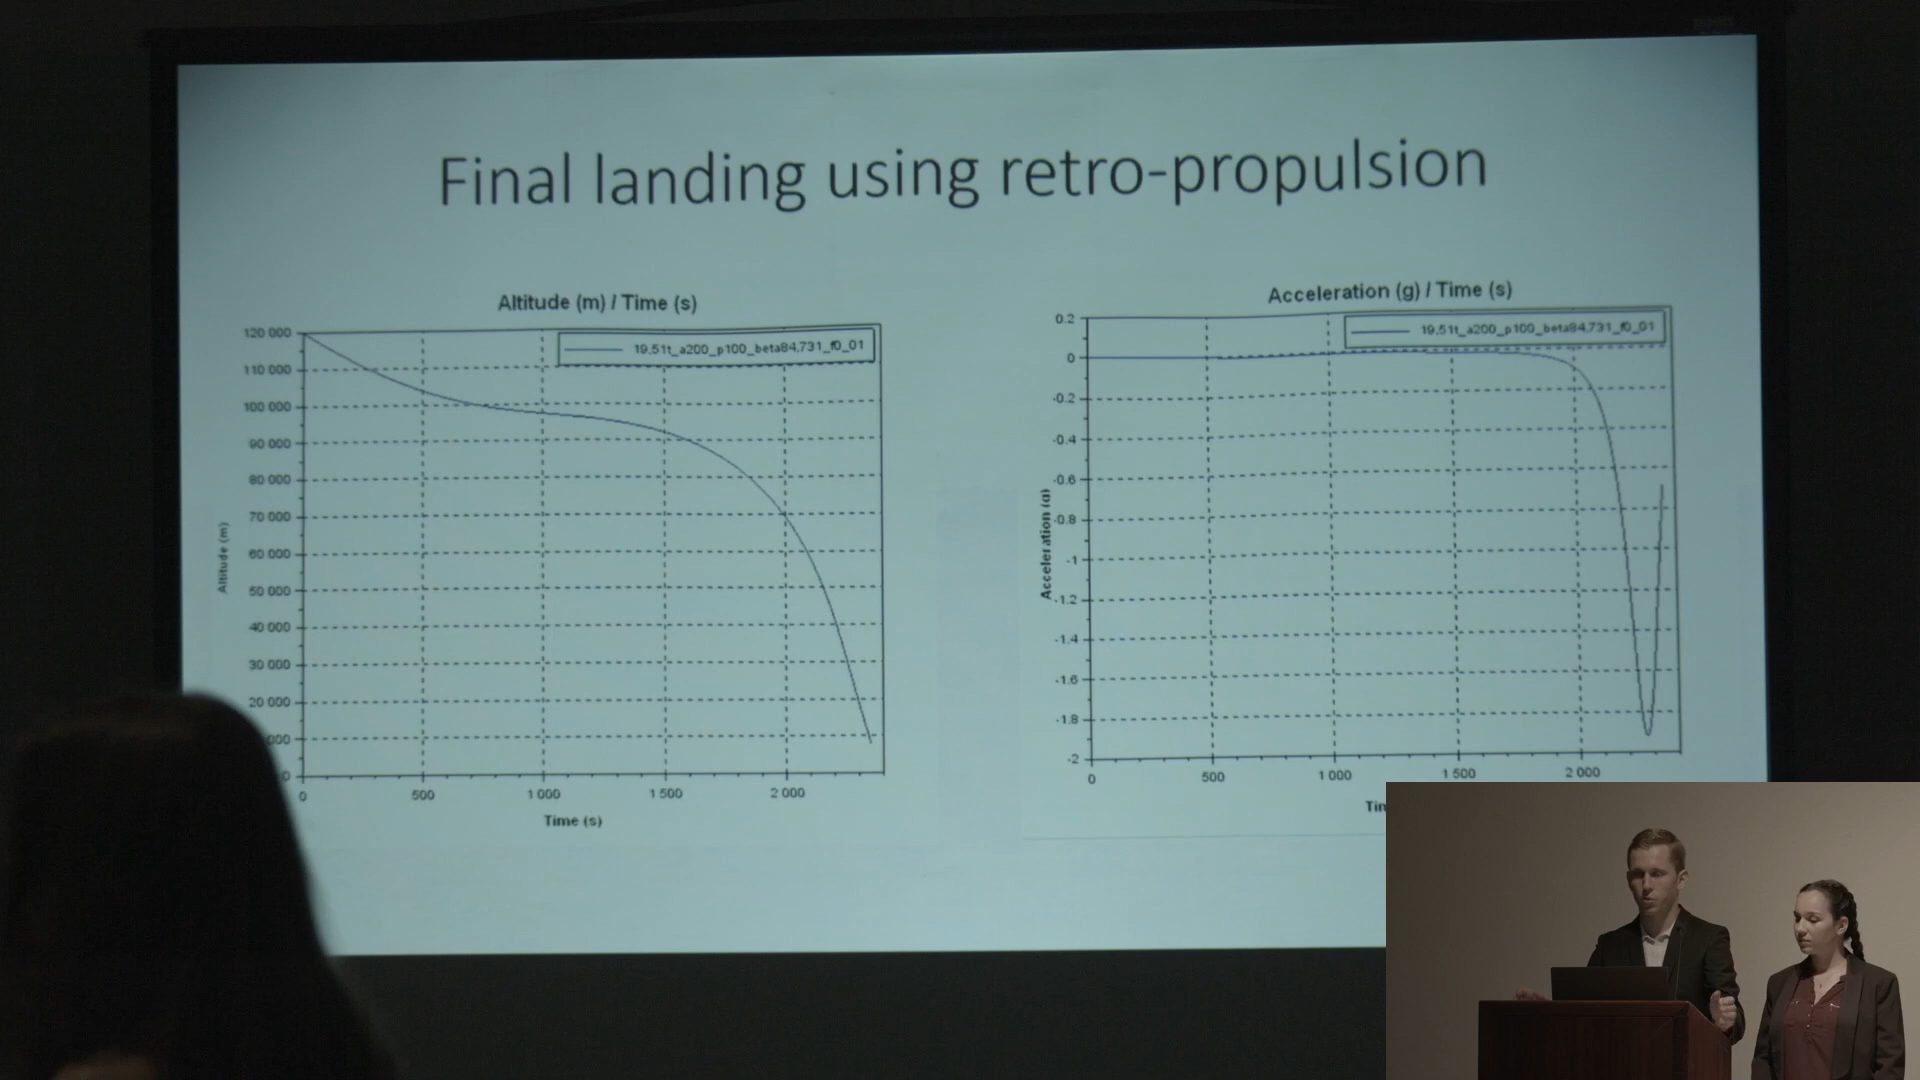 Final landing using retro-propulsion
Altitude (m) / Time (s)
19,51t_a200_p100_beta84,731_f0_01
120 000
110 000
100 000
90 000
80 000
70 000
60 000
50 000
40 000
30 000
20 000
000
0
Altitude (m)
0 500 1 000 1 500 2 000
Time (s)
Acceleration (g) / Time (s)
19,51t_a200_p100_beta84,731_f0_01
0.2
0
-0.2
-0.4
-0.6
-0.8
-1
-1.2
-1.4
-1.6
-1.8
-2
Acceleration (g)
0 500 1 000 1 500 2 000
Tim